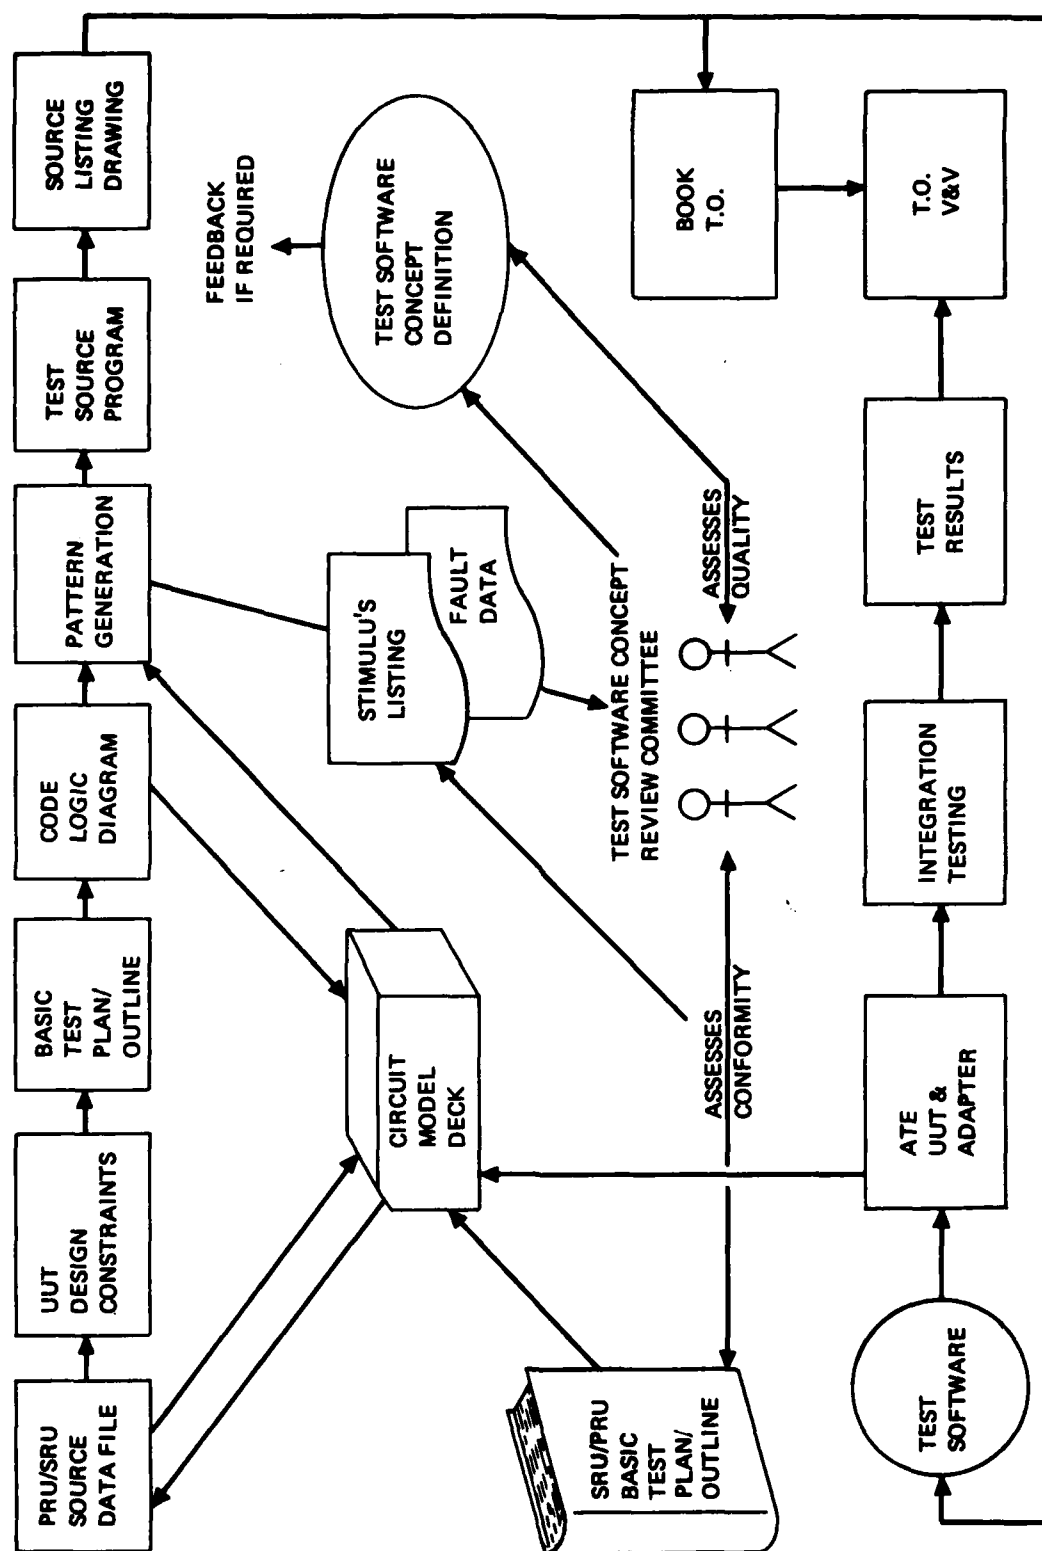 PRU/SRU
SOURCE
DATA FILE
UUT
DESIGN
CONSTRAINTS
BASIC
TEST
PLAN/
OUTLINE
CODE
LOGIC
DIAGRAM
PATTERN
GENERATION
TEST
SOURCE
PROGRAM
SOURCE
LISTING
DRAWING
FEEDBACK
IF REQUIRED
CIRCUIT
MODEL
DECK
STIMULU'S
LISTING
FAULT
DATA
TEST SOFTWARE
CONCEPT
DEFINITION
SRU/PRU
BASIC
TEST
PLAN/
OUTLINE
ASSESSES
CONFORMITY
TEST SOFTWARE CONCEPT
REVIEW COMMITTEE
ASSESSES
QUALITY
BOOK
T.O.
TEST
SOFTWARE
ATE
UUT &
ADAPTER
INTEGRATION
TESTING
TEST
RESULTS
T.O.
V&V